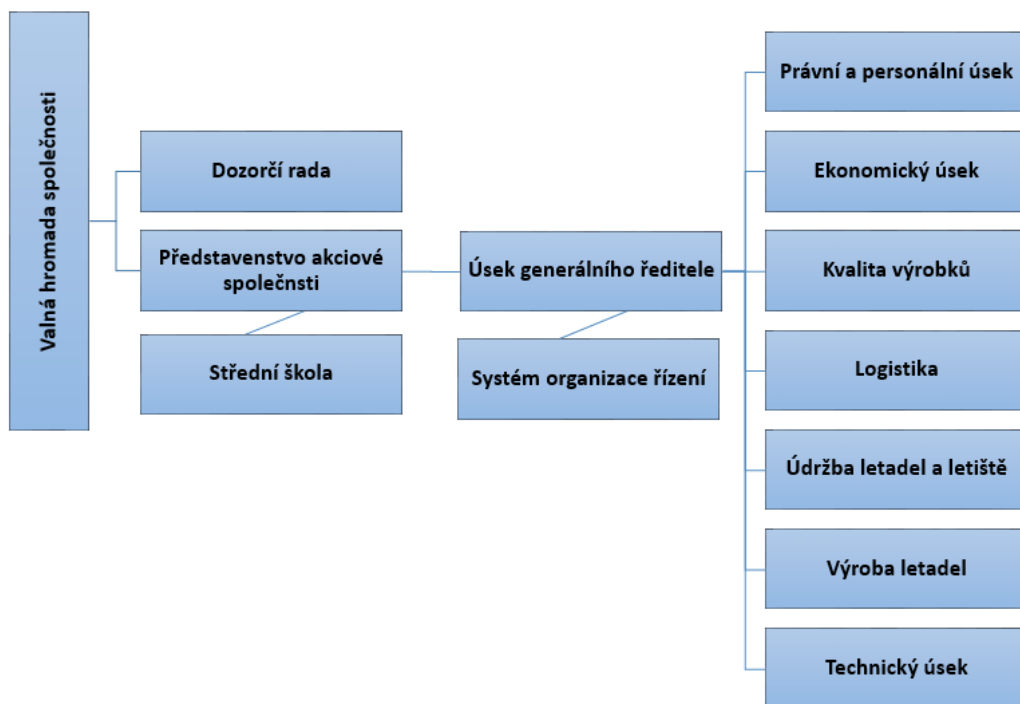 Valná hromada společnosti
Dozorčí rada
Představenstvo akciové
společnsti
Střední škola
Úsek generálního ředitele
Systém organizace řízení
Právní a personální úsek
Ekonomický úsek
Kvalita výrobků
Logistika
Údržba letadel a letiště
Výroba letadel
Technický úsek